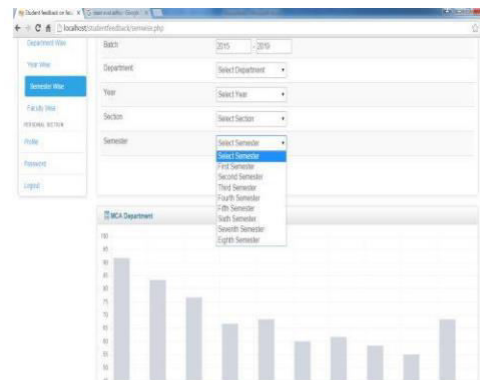 Student feedback on fac
localhost/studentfeedback/semwise.php
Department Wise
Year Wise
Semester Wise
Faculty Wise
PERSONAL SECTION
Profile
Password
Logout
Batch 2015 - 2019
Department Select Department
Year Select Year
Section Select Section
Semester Select Semester
Select Semester
First Semester
Second Semester
Third Semester
Fourth Semester
Fifth Semester
Sixth Semester
Seventh Semester
Eighth Semester
MCA Department
100
95
90
85
80
75
70
65
60
55
50